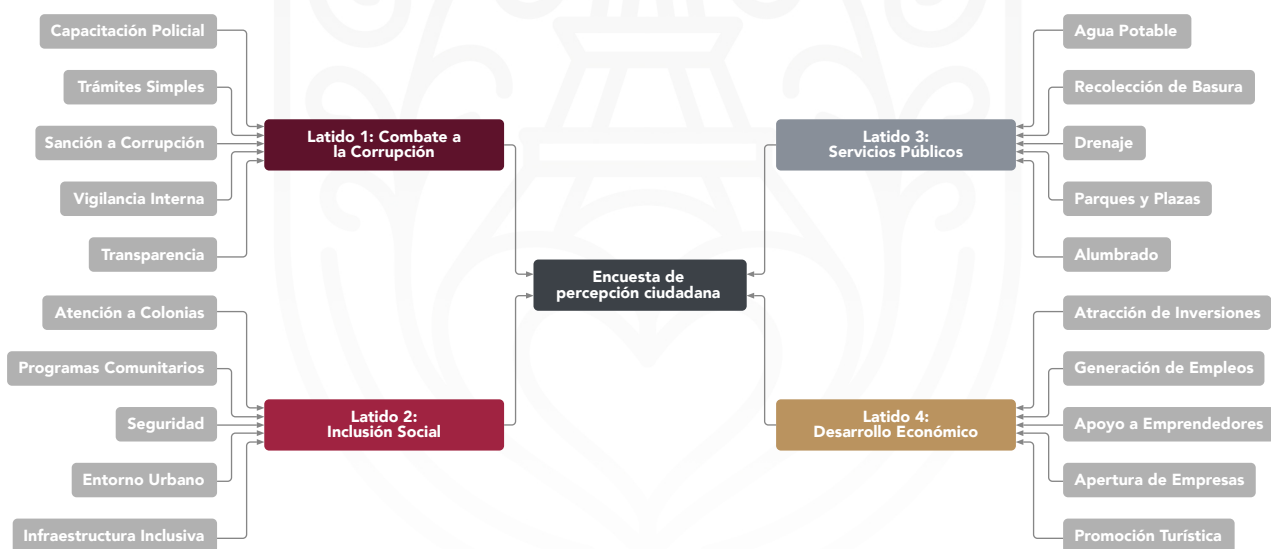 Capacitación Policial
Trámites Simples
Sanción a Corrupción
Vigilancia Interna
Transparencia
Latido 1: Combate a
la Corrupción
Atención a Colonias
Programas Comunitarios
Seguridad
Entorno Urbano
Infraestructura Inclusiva
Latido 2:
Inclusión Social
Encuesta de
percepción ciudadana
Latido 3:
Servicios Públicos
Agua Potable
Recolección de Basura
Drenaje
Parques y Plazas
Alumbrado
Latido 4:
Desarrollo Económico
Atracción de Inversiones
Generación de Empleos
Apoyo a Emprendedores
Apertura de Empresas
Promoción Turística